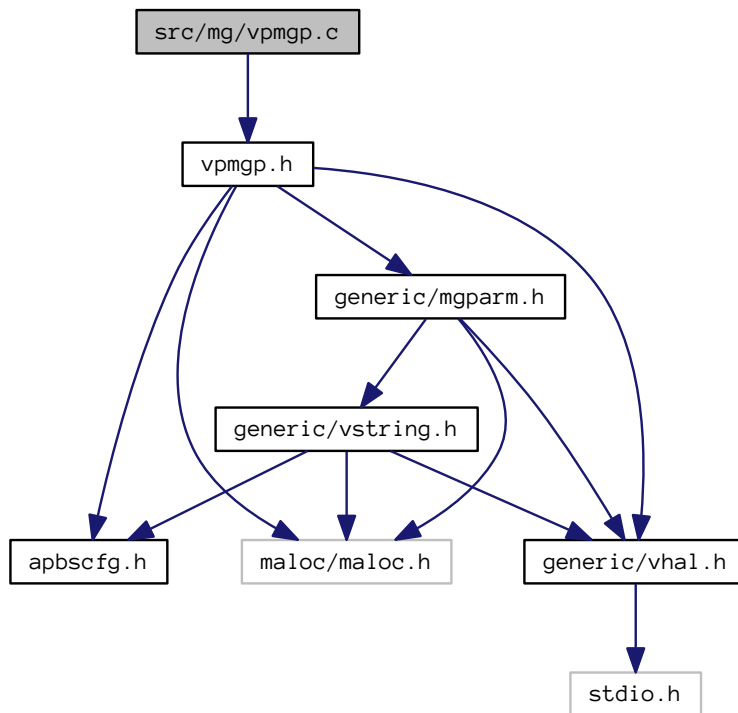 src/mg/vpmgp.c
vpmgp.h
generic/mgparm.h
generic/vstring.h
apbscfg.h
maloc/maloc.h
generic/vhal.h
stdio.h